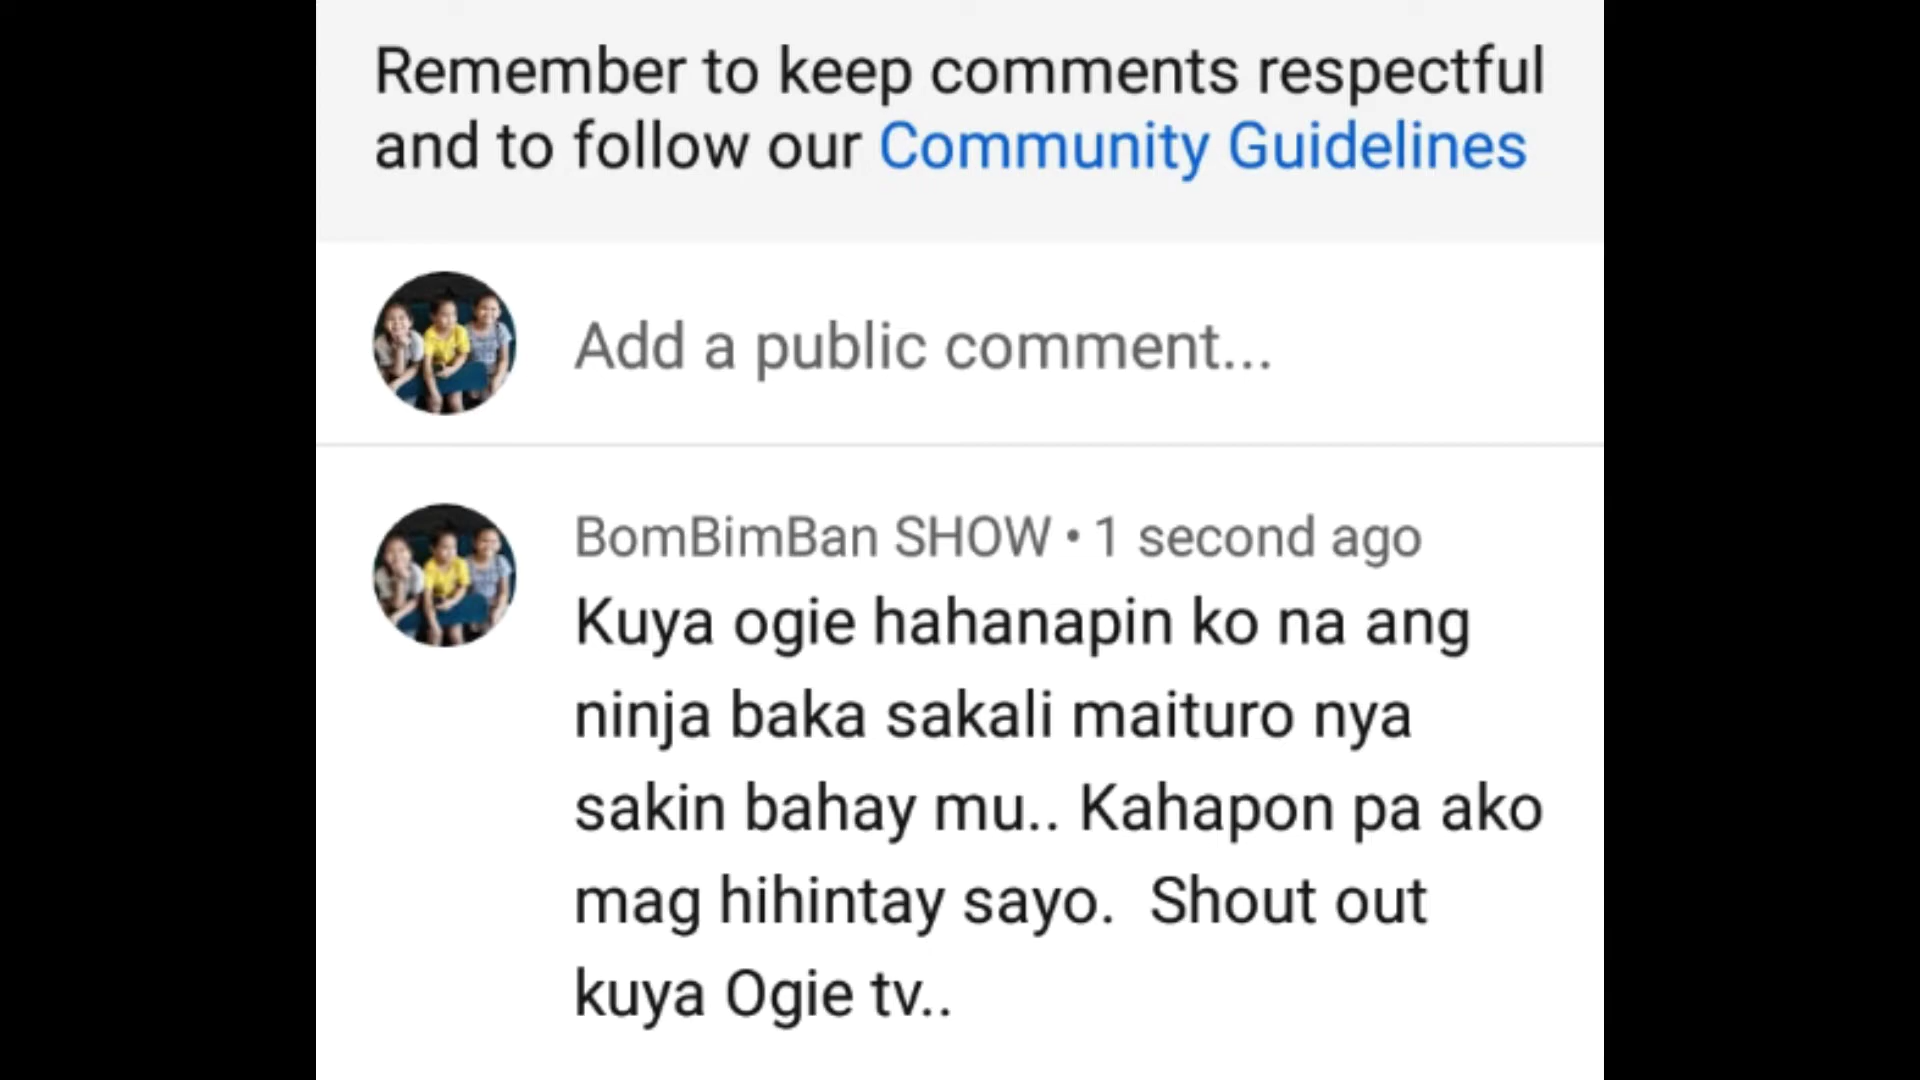 Remember to keep comments respectful
and to follow our Community Guidelines
Add a public comment...
BomBimBan SHOW • 1 second ago
Kuya ogie hahanapin ko na ang
ninja baka sakali maituro nya
sakin bahay mu.. Kahapon pa ako
mag hihintay sayo.  Shout out
kuya Ogie tv..